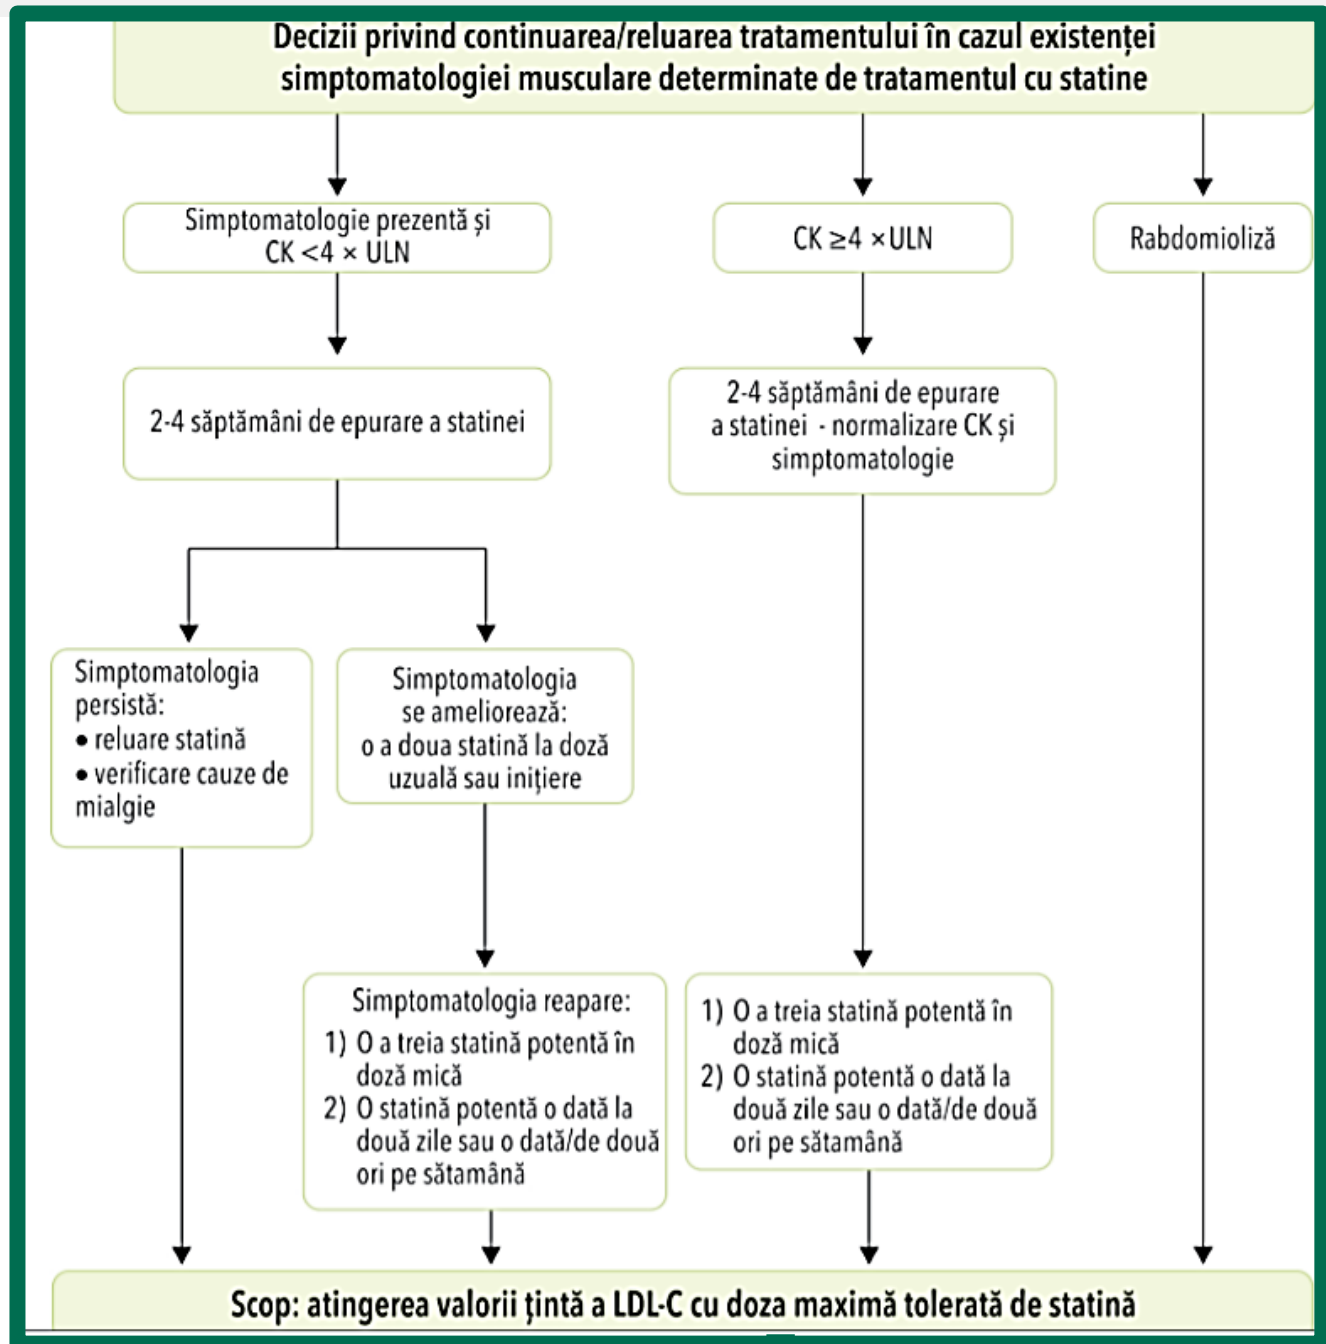 Decizii privind continuarea/reluarea tratamentului în cazul existenței
simptomatologiei musculare determinate de tratamentul cu statine
Simptomatologie prezentă și
CK <4 × ULN
CK ≥4 ×ULN
Rabdomioliză
2-4 săptămâni de epurare a statinei
2-4 săptămâni de epurare
a statinei - normalizare CK și
simptomatologie
Simptomatologia
persistă:
• reluare statină
• verificare cauze de
mialgie
Simptomatologia
se ameliorează:
o a doua statină la doză
uzuală sau inițiere
Simptomatologia reapare:
1) O a treia statină potentă în
doză mică
2) O statină potentă o dată la
două zile sau o dată/de două
ori pe sătamână
1) O a treia statină potentă în
doză mică
2) O statină potentă o dată la
două zile sau o dată/de două
ori pe sătamână
Scop: atingerea valorii țintă a LDL-C cu doza maximă tolerată de statină